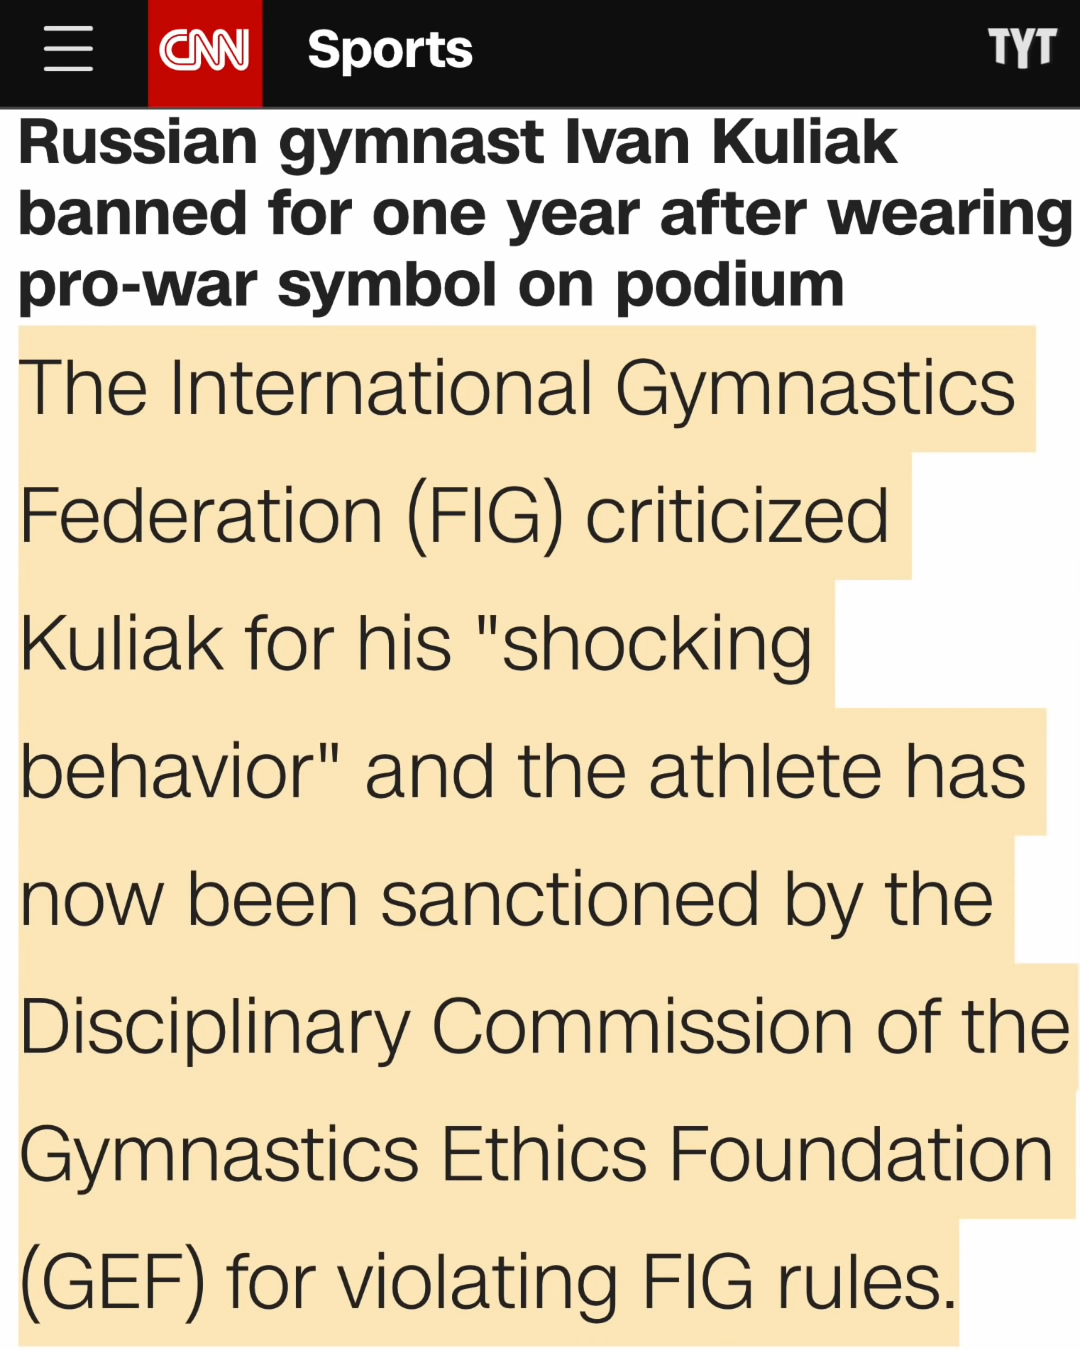 CNN Sports TYT
Russian gymnast Ivan Kuliak
banned for one year after wearing
pro-war symbol on podium
The International Gymnastics
Federation (FIG) criticized
Kuliak for his "shocking
behavior" and the athlete has
now been sanctioned by the
Disciplinary Commission of the
Gymnastics Ethics Foundation
(GEF) for violating FIG rules.